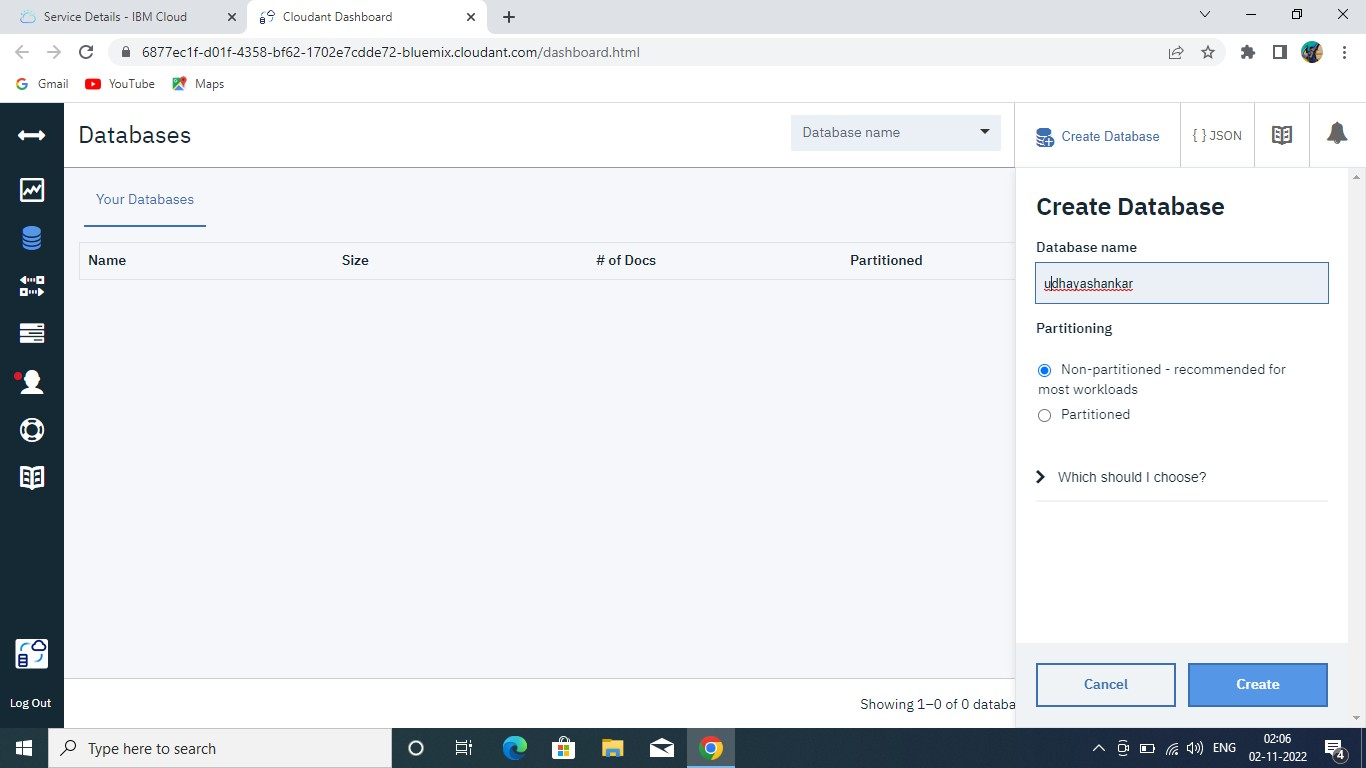 Service Details - IBM Cloud
Cloudant Dashboard
6877ec1f-d01f-4358-bf62-1702e7cdde72-bluemix.cloudant.com/dashboard.html
Gmail YouTube Maps
Databases
Database name
Create Database
{ } JSON
Your Databases
Name Size # of Docs Partitioned
Create Database
Database name
udhayashankar
Partitioning
Non-partitioned - recommended for
most workloads
Partitioned
Which should I choose?
Cancel Create
Log Out
Showing 1–0 of 0 databa
Type here to search
ENG
02:06
02-11-2022
4